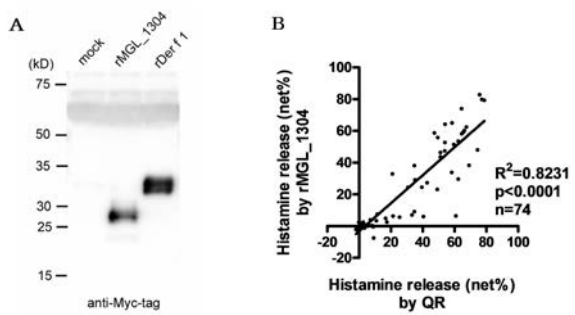 A
(kD)
mock
rMGL_1304
rDer f 1
75
50
35
30
25
15
anti-Myc-tag
B
Histamine release (net%)
by rMGL_1304
100
80
60
40
20
-20
-20
0
20
40
60
80
100
R²=0.8231
p<0.0001
n=74
Histamine release (net%)
by QR